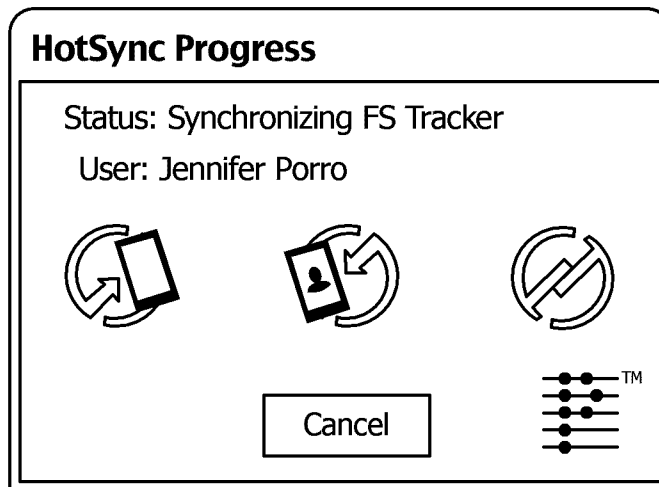 HotSync Progress
Status: Synchronizing FS Tracker
User: Jennifer Porro
TM
Cancel